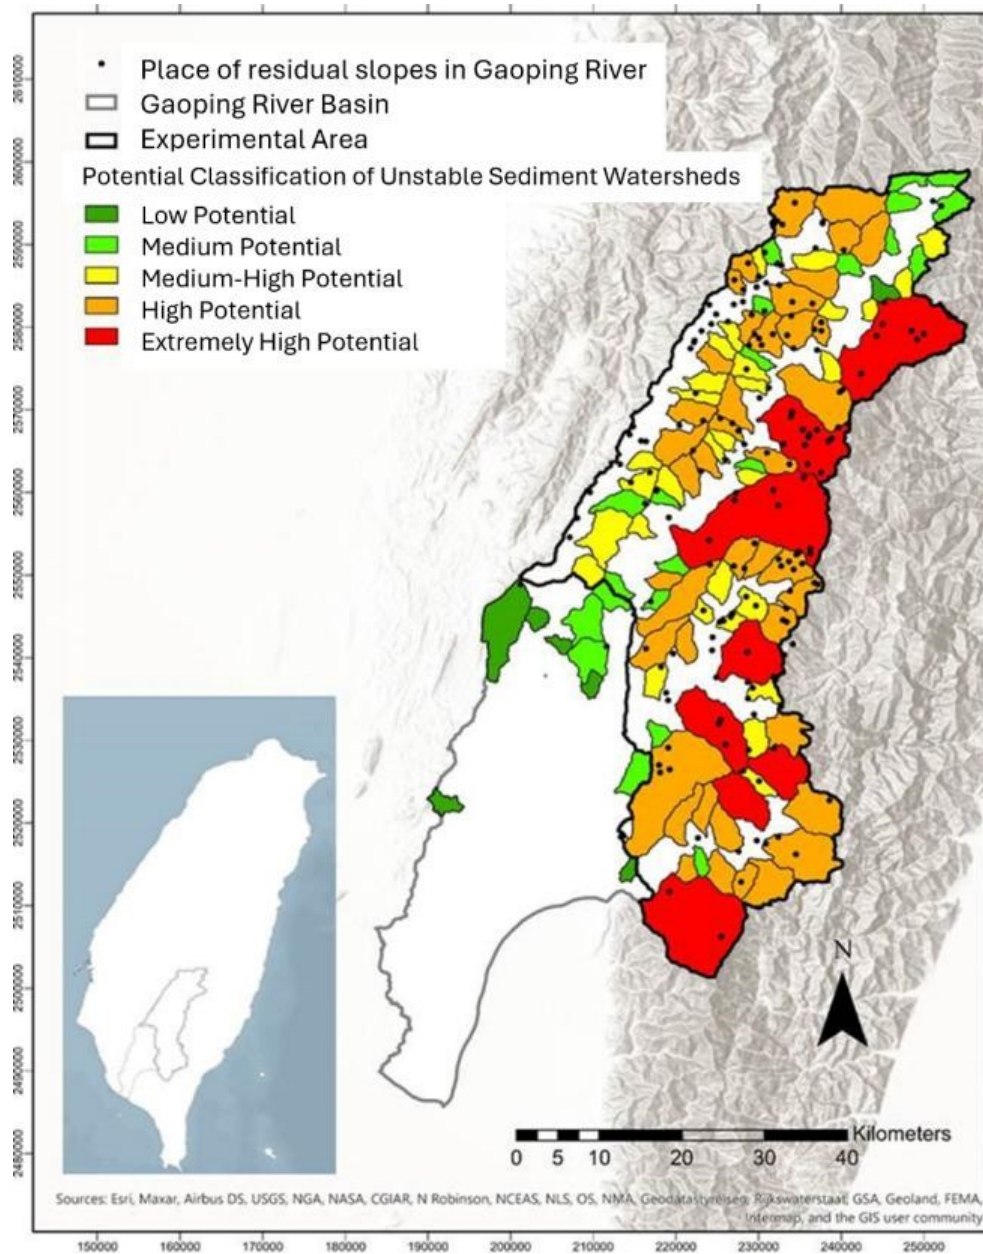 Place of residual slopes in Gaoping River
Gaoping River Basin
Experimental Area
Potential Classification of Unstable Sediment Watersheds
Low Potential
Medium Potential
Medium-High Potential
High Potential
Extremely High Potential
2610000
2600000
2590000
2580000
2570000
2560000
2550000
2540000
2530000
2520000
2510000
2500000
2490000
2480000
N
Kilometers
0 5 10 20 30 40
Sources: Esri, Maxar, Airbus DS, USGS, NGA, NASA, CGIAR, N Robinson, NCEAS, NLS, OS, NMA, Geodatastyrelsen, Rijkswaterstaat, GSA, Geoland, FEMA,
Intermap, and the GIS user community
150000 160000 170000 180000 190000 200000 210000 220000 230000 240000 250000